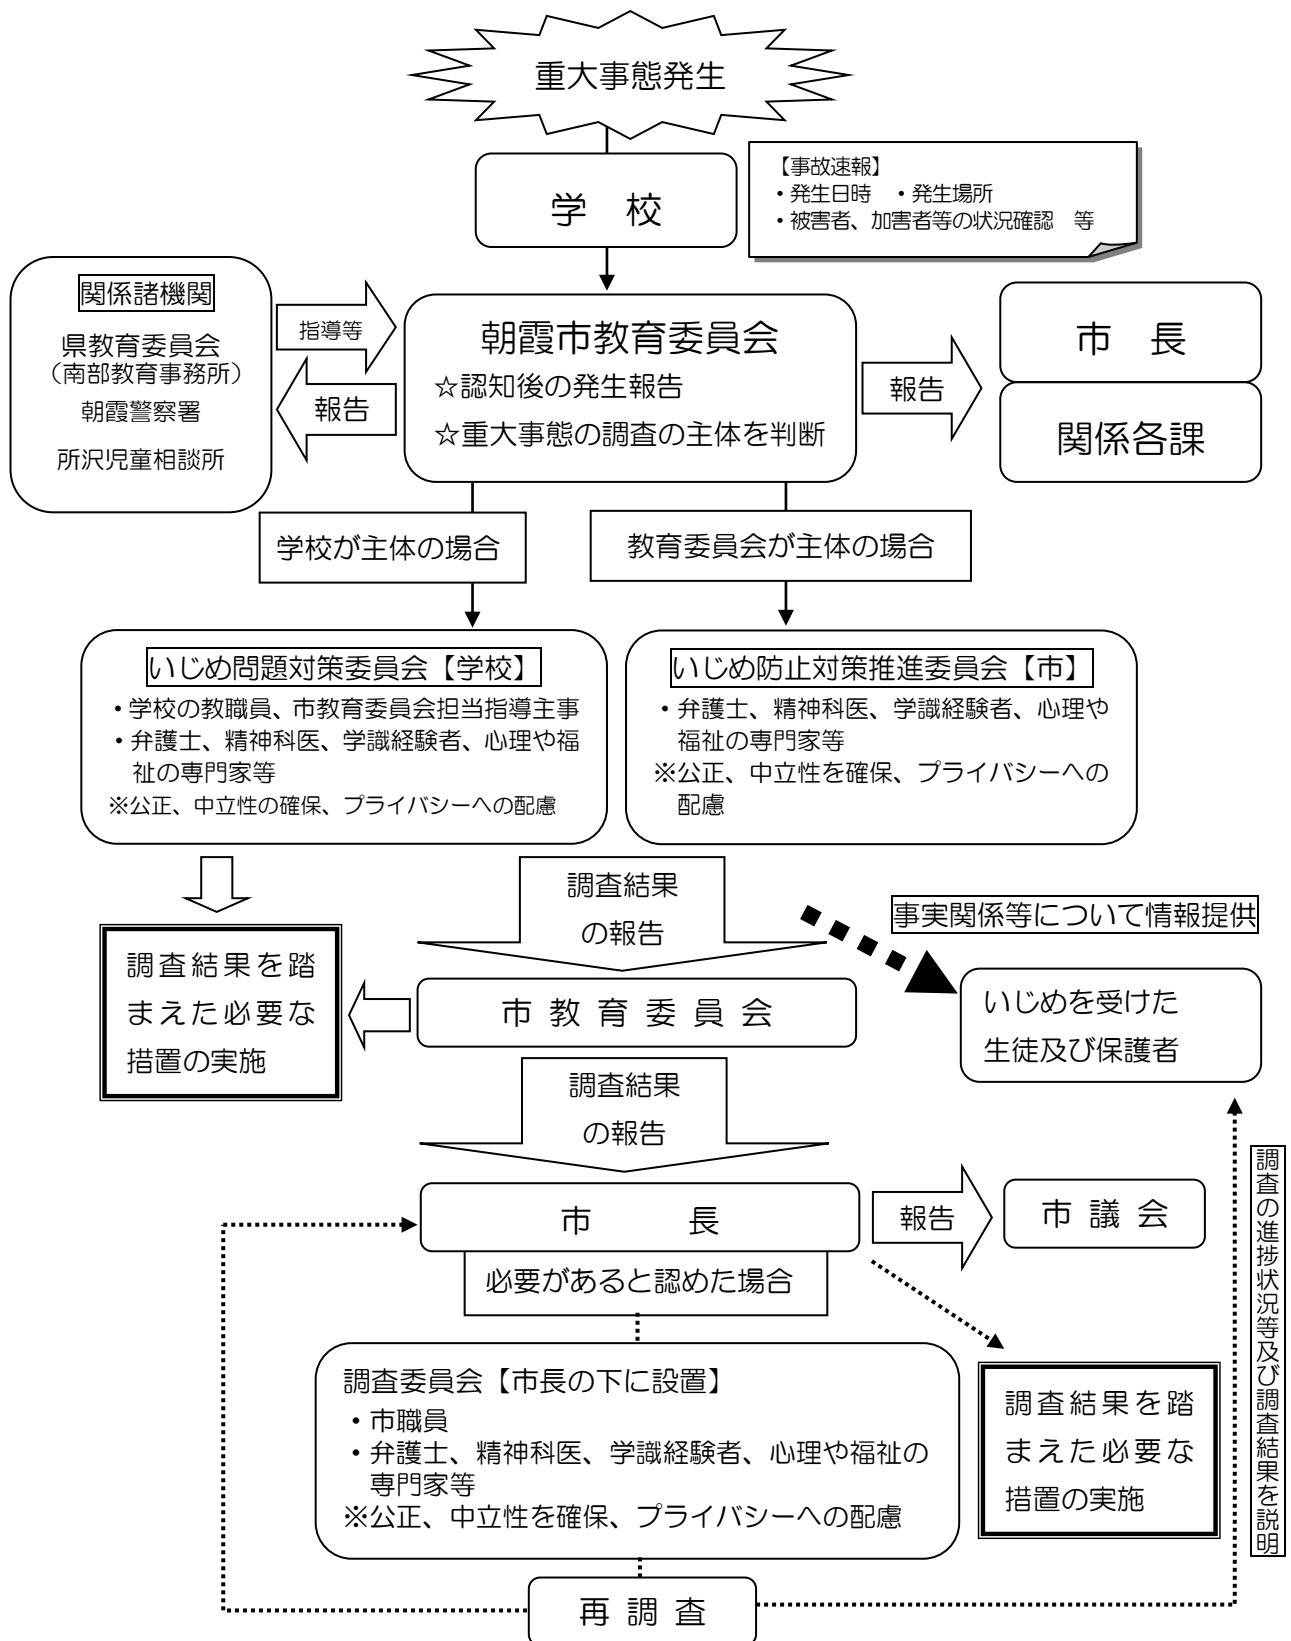 重大事態発生
学　校
【事故速報】
・発生日時　・発生場所
・被害者、加害者等の状況確認　等
関係諸機関
県教育委員会
（南部教育事務所）
朝霞警察署
所沢児童相談所
指導等
報告
朝霞市教育委員会
☆認知後の発生報告
☆重大事態の調査の主体を判断
報告
市　長
関係各課
学校が主体の場合
教育委員会が主体の場合
いじめ問題対策委員会【学校】
・学校の教職員、市教育委員会担当指導主事
・弁護士、精神科医、学識経験者、心理や福
祉の専門家等
※公正、中立性の確保、プライバシーへの配慮
いじめ防止対策推進委員会【市】
・弁護士、精神科医、学識経験者、心理や
福祉の専門家等
※公正、中立性を確保、プライバシーへの
配慮
調査結果
の報告
事実関係等について情報提供
調査結果を踏
まえた必要な
措置の実施
市教育委員会
いじめを受けた
生徒及び保護者
調査結果
の報告
市　長
報告
市議会
必要があると認めた場合
調査の進捗状況等及び調査結果を説明
調査委員会【市長の下に設置】
・市職員
・弁護士、精神科医、学識経験者、心理や福祉の
専門家等
※公正、中立性を確保、プライバシーへの配慮
調査結果を踏
まえた必要な
措置の実施
再調査